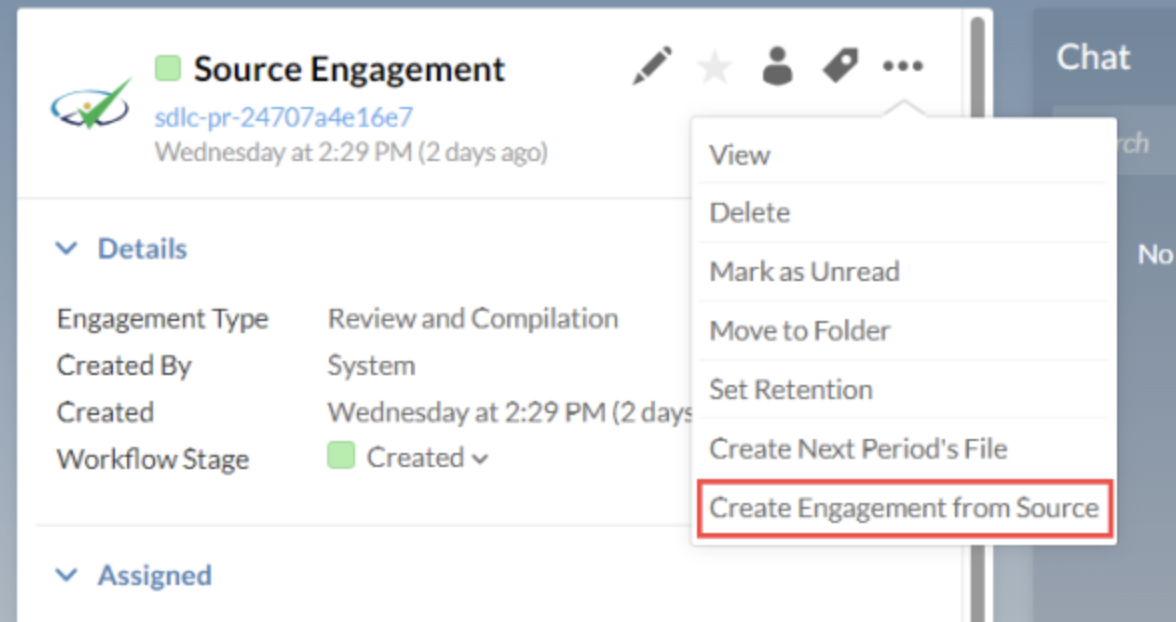 Source Engagement
sdlc-pr-24707a4e16e7
Wednesday at 2:29 PM (2 days ago)
Chat
rch
No
View
Delete
Mark as Unread
Move to Folder
Set Retention
Create Next Period's File
Create Engagement from Source
Details
Engagement Type Review and Compilation
Created By System
Created Wednesday at 2:29 PM (2 days
Workflow Stage Created
Assigned